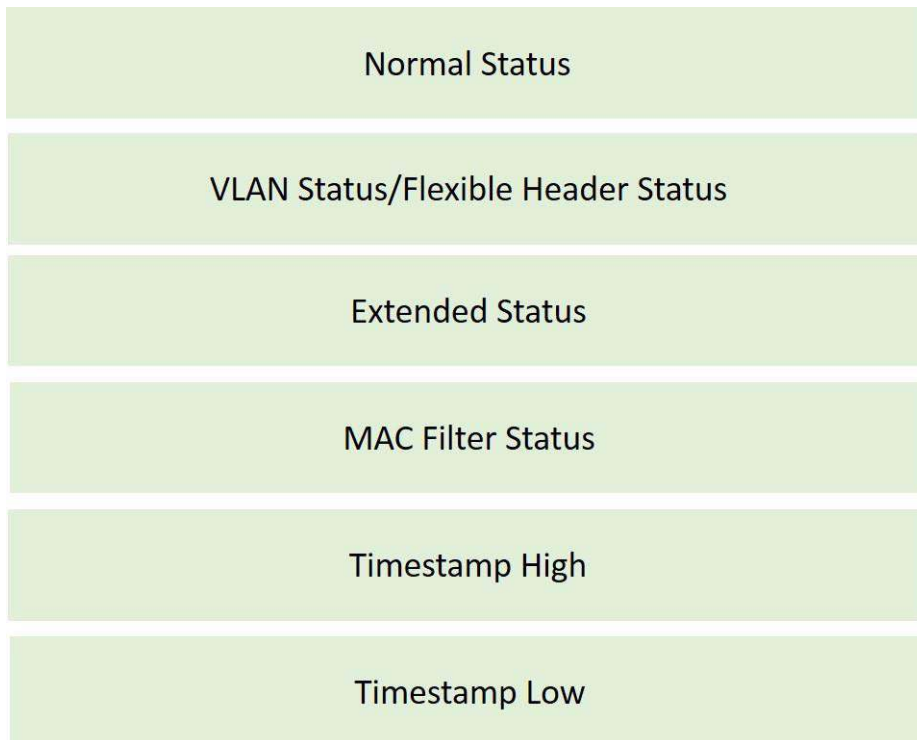 Normal Status
VLAN Status/Flexible Header Status
Extended Status
MAC Filter Status
Timestamp High
Timestamp Low